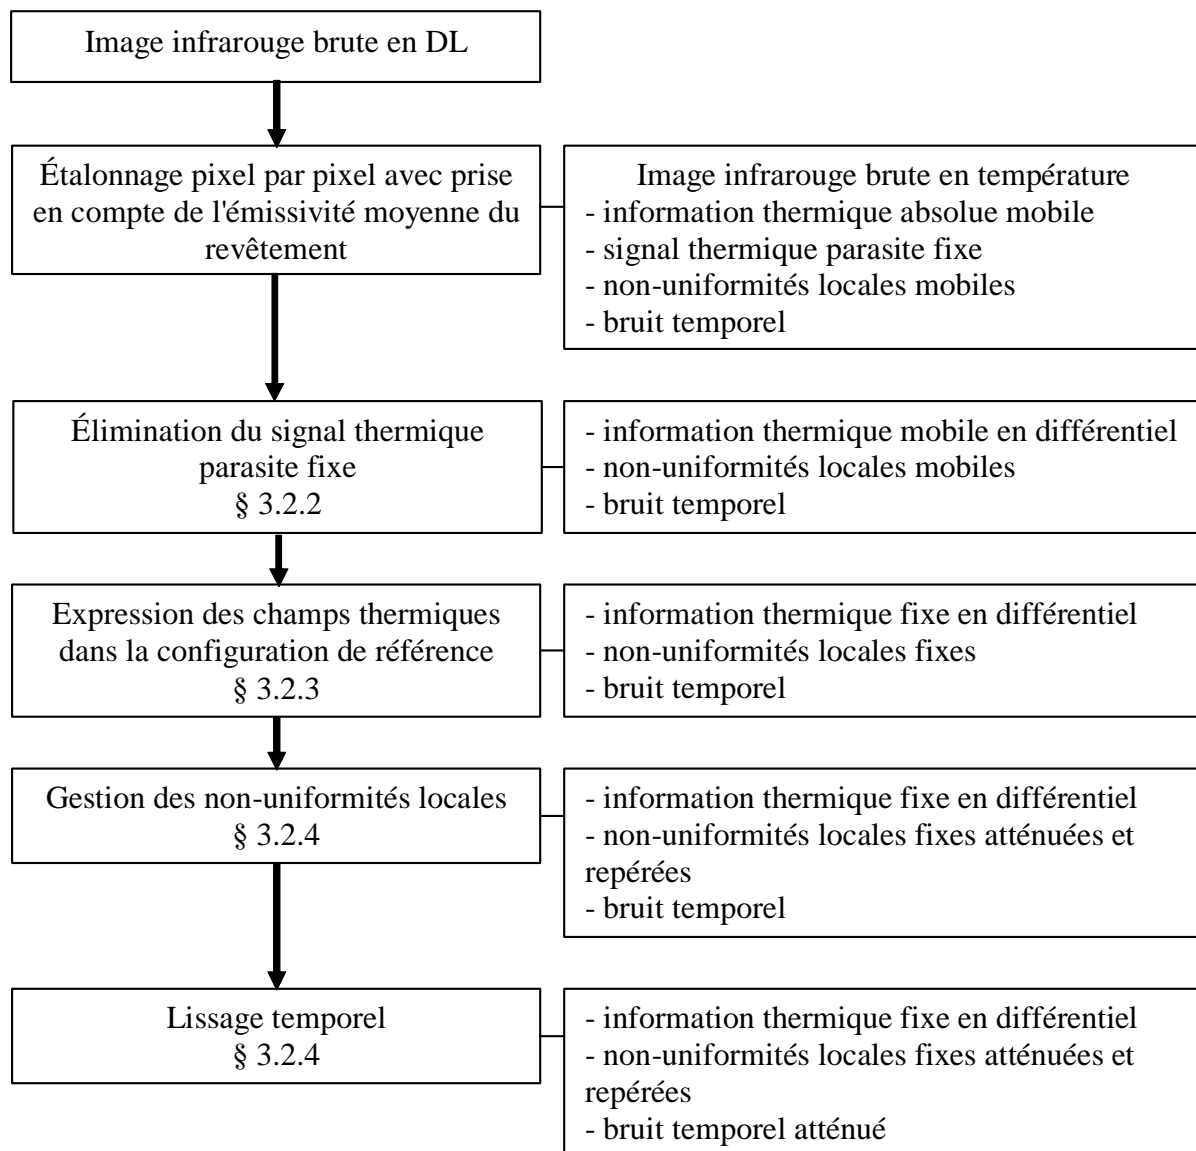 Image infrarouge brute en DL
Étalonnage pixel par pixel avec prise
en compte de l'émissivité moyenne du
revêtement
Image infrarouge brute en température
- information thermique absolue mobile
- signal thermique parasite fixe
- non-uniformités locales mobiles
- bruit temporel
Élimination du signal thermique
parasite fixe
§ 3.2.2
- information thermique mobile en différentiel
- non-uniformités locales mobiles
- bruit temporel
Expression des champs thermiques
dans la configuration de référence
§ 3.2.3
- information thermique fixe en différentiel
- non-uniformités locales fixes
- bruit temporel
Gestion des non-uniformités locales
§ 3.2.4
- information thermique fixe en différentiel
- non-uniformités locales fixes atténuées et
repérées
- bruit temporel
Lissage temporel
§ 3.2.4
- information thermique fixe en différentiel
- non-uniformités locales fixes atténuées et
repérées
- bruit temporel atténué